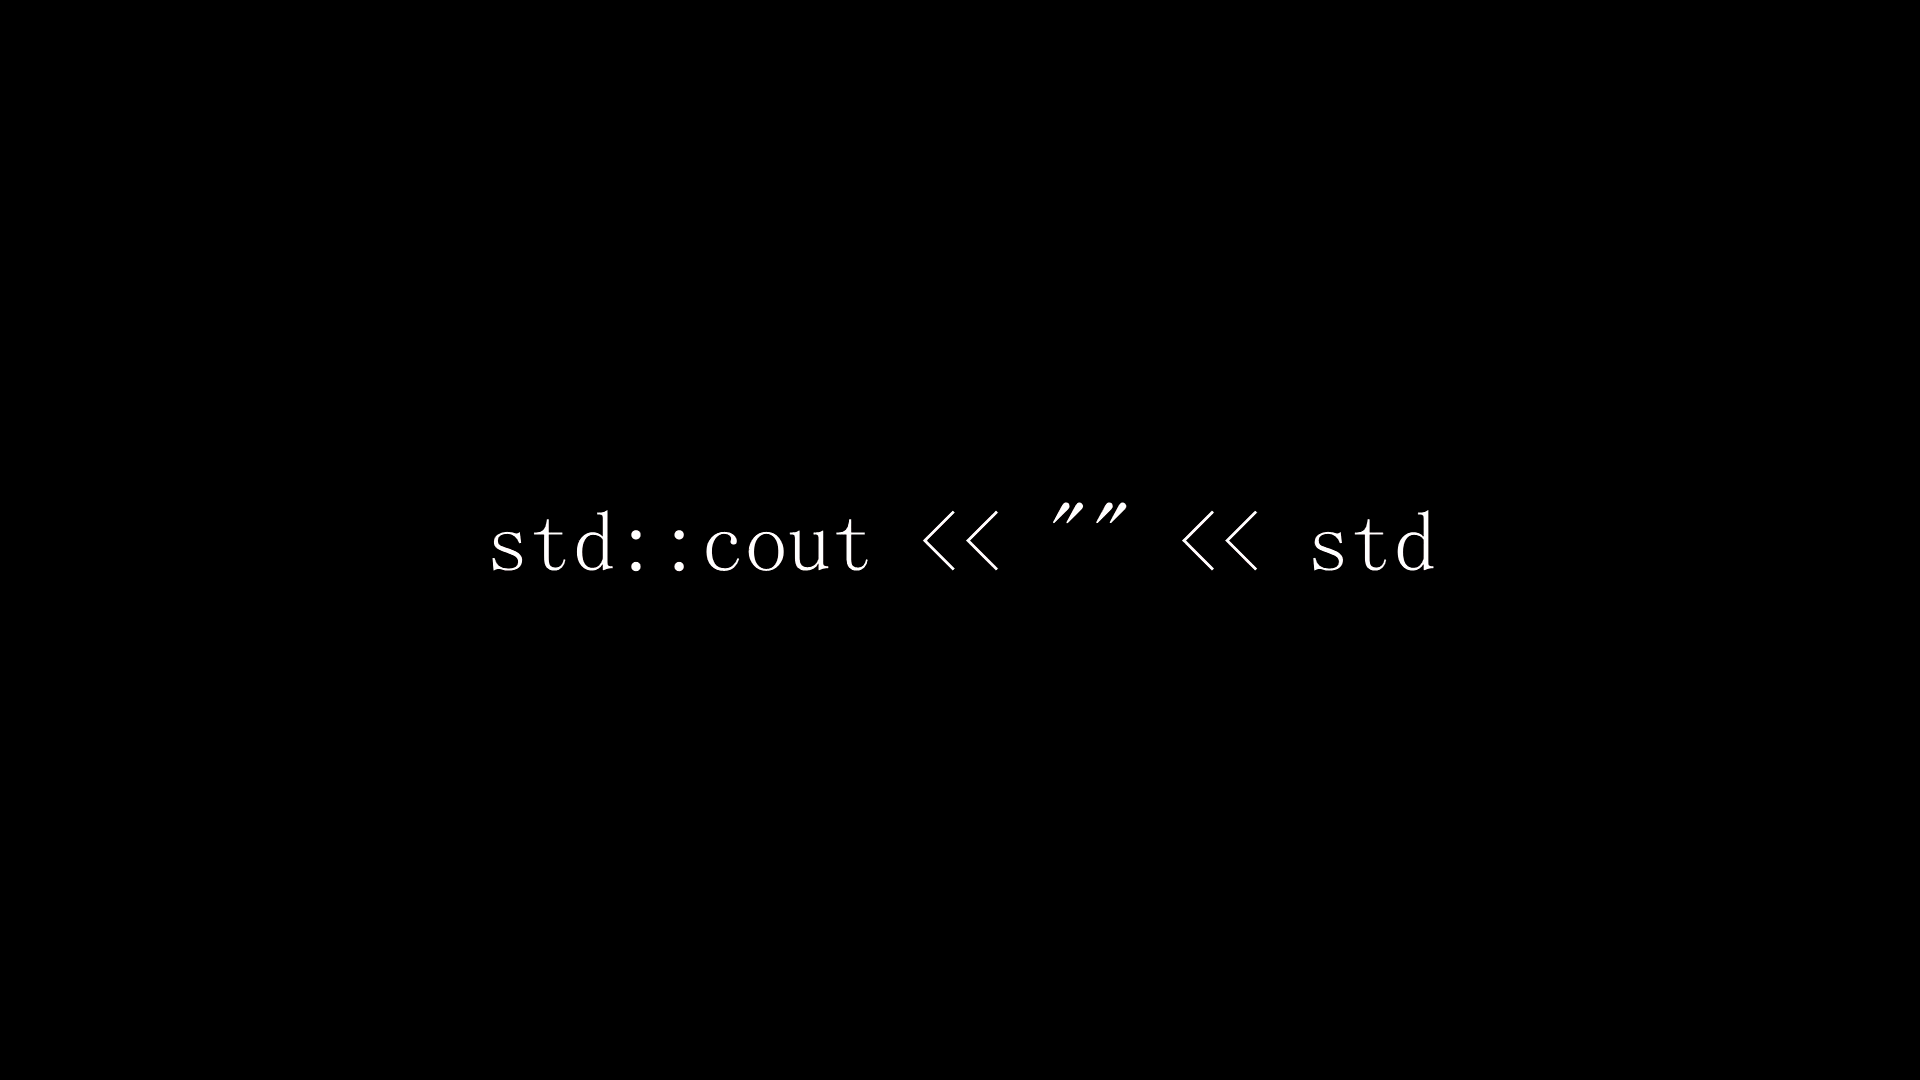 std::cout << "" << std